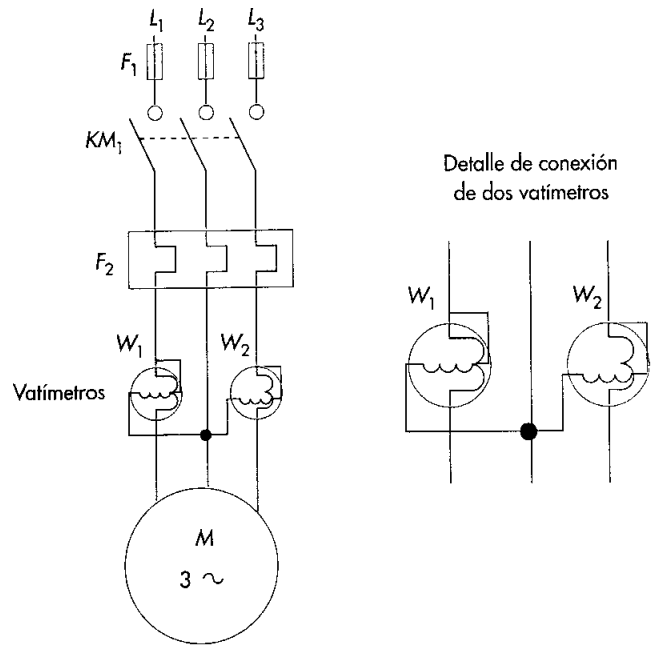 L₁ L₂ L₃
F₁
KM₁
F₂
W₁ W₂
Vatímetros
M
3 ~
Detalle de conexión
de dos vatímetros
W₁ W₂